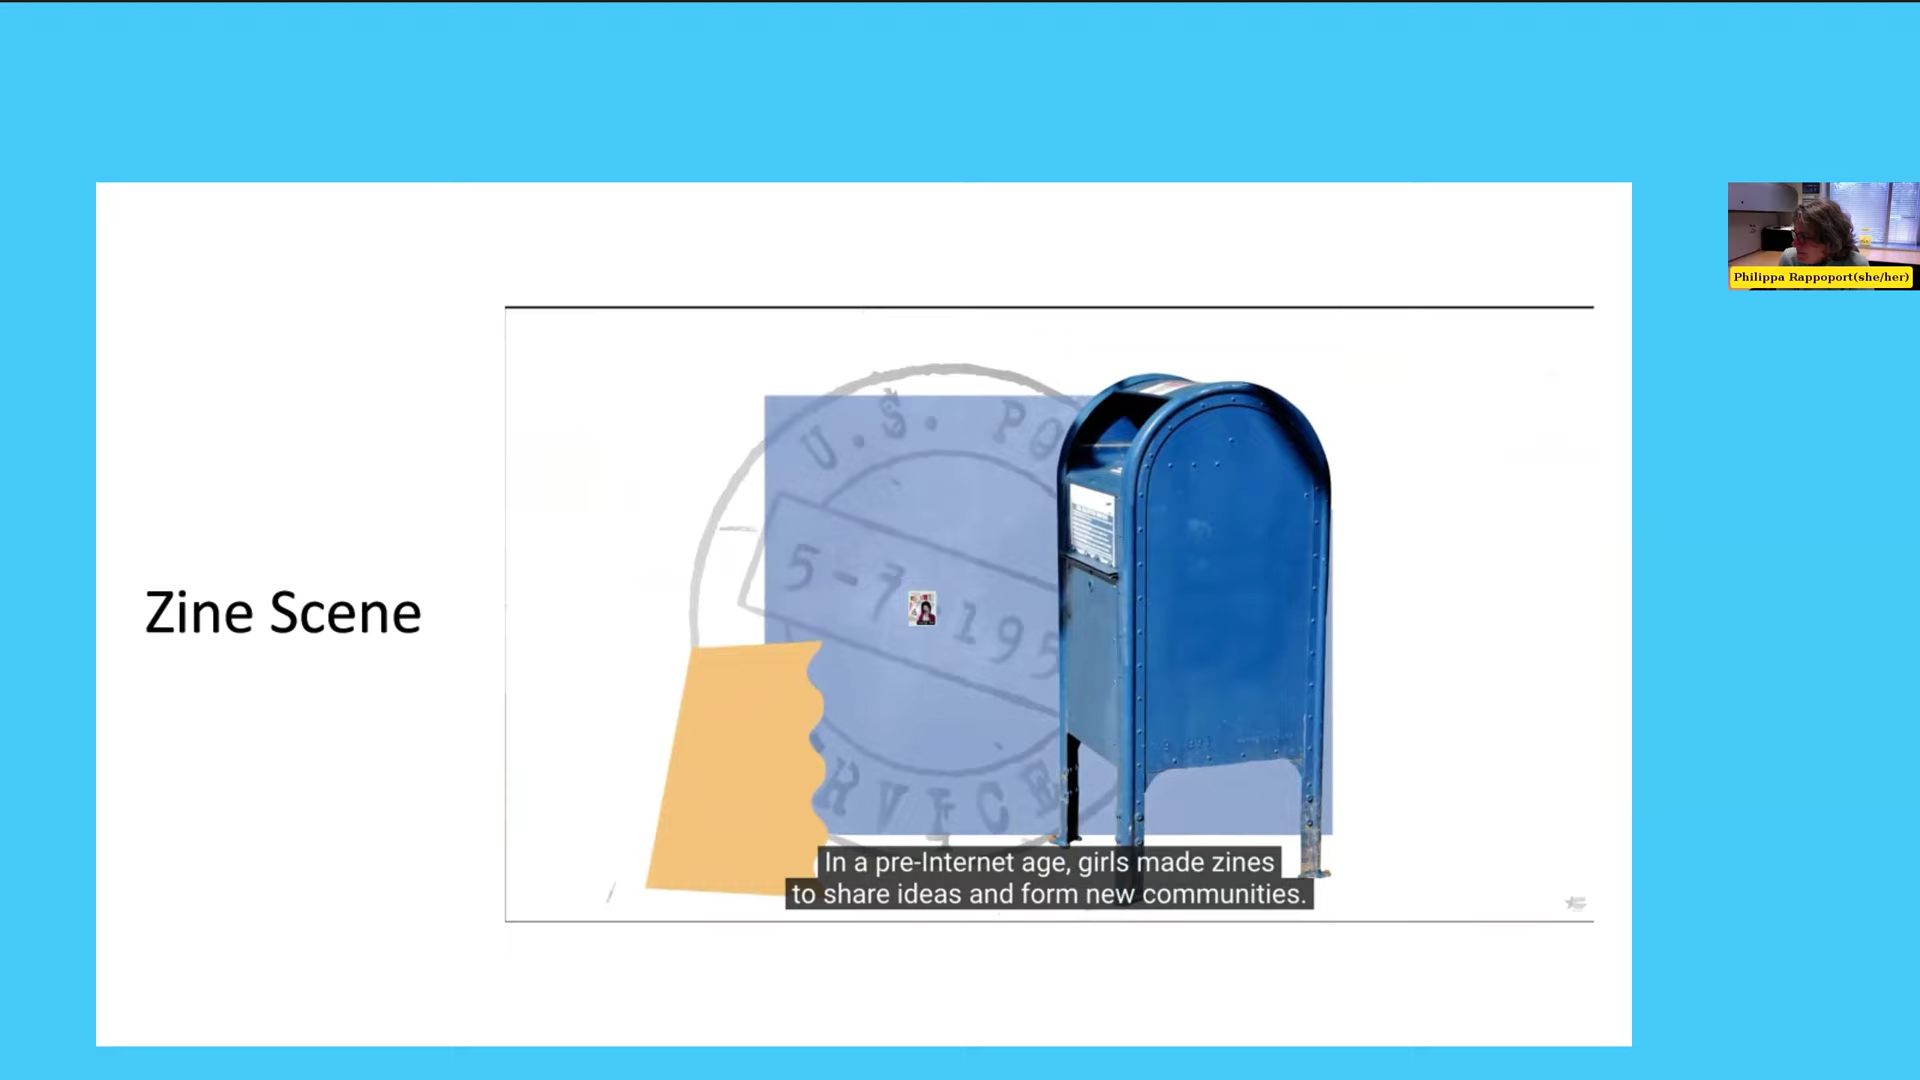 Zine Scene
U.S. PO
5-7 195
RVICE
In a pre-Internet age, girls made zines
to share ideas and form new communities.
Philippa Rappoport(she/her)